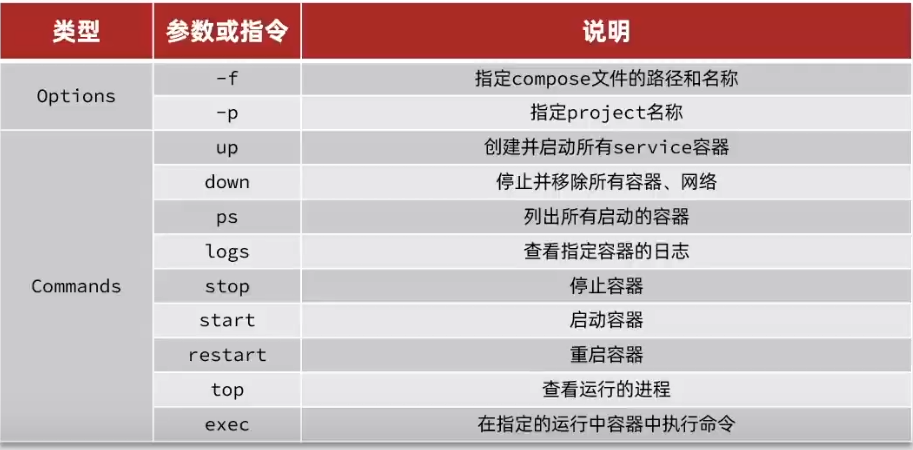 类型 参数或指令 说明
Options -f 指定compose文件的路径和名称
-p 指定project名称
Commands up 创建并启动所有service容器
down 停止并移除所有容器、网络
ps 列出所有启动的容器
logs 查看指定容器的日志
stop 停止容器
start 启动容器
restart 重启容器
top 查看运行的进程
exec 在指定的运行中容器中执行命令